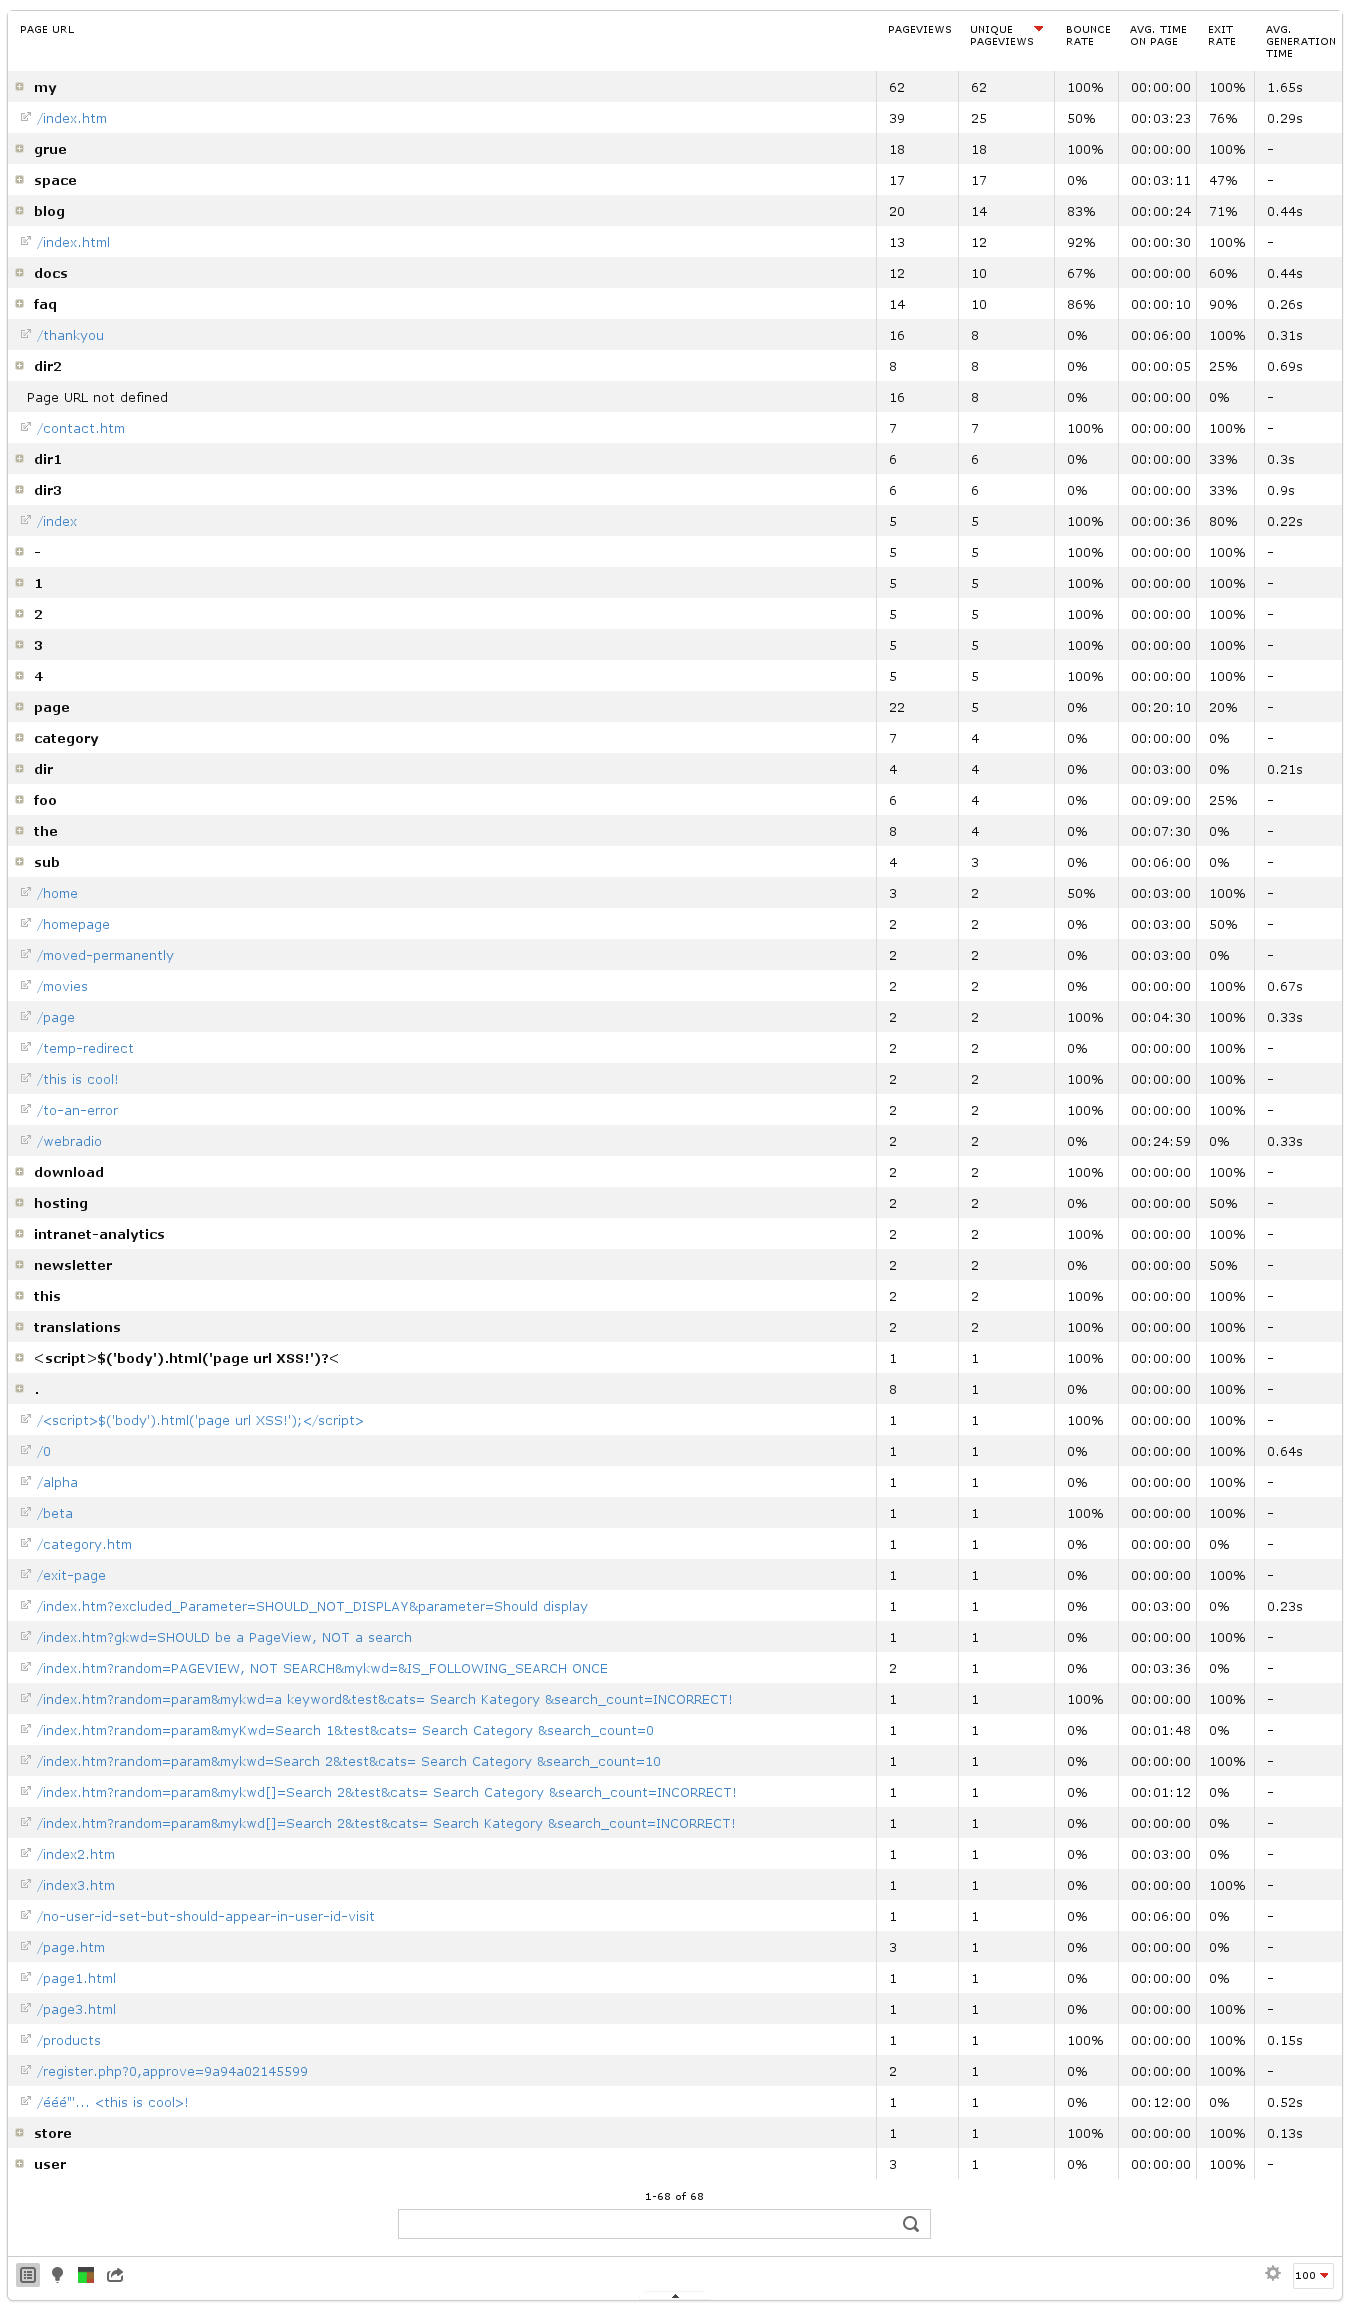 PAGE URL PAGEVIEWS UNIQUE PAGEVIEWS BOUNCE RATE AVG. TIME ON PAGE EXIT RATE AVG. GENERATION TIME
my 62 62 100% 00:00:00 100% 1.65s
/index.htm 39 25 50% 00:03:23 76% 0.29s
grue 18 18 100% 00:00:00 100% -
space 17 17 0% 00:03:11 47% -
blog 20 14 83% 00:00:24 71% 0.44s
/index.html 13 12 92% 00:00:30 100% -
docs 12 10 67% 00:00:00 60% 0.44s
faq 14 10 86% 00:00:10 90% 0.26s
/thankyou 16 8 0% 00:06:00 100% 0.31s
dir2 8 8 0% 00:00:05 25% 0.69s
Page URL not defined 16 8 0% 00:00:00 0% -
/contact.htm 7 7 100% 00:00:00 100% -
dir1 6 6 0% 00:00:00 33% 0.3s
dir3 6 6 0% 00:00:00 33% 0.9s
/index 5 5 100% 00:00:36 80% 0.22s
- 5 5 100% 00:00:00 100% -
1 5 5 100% 00:00:00 100% -
2 5 5 100% 00:00:00 100% -
3 5 5 100% 00:00:00 100% -
4 5 5 100% 00:00:00 100% -
page 22 5 0% 00:20:10 20% -
category 7 4 0% 00:00:00 0% -
dir 4 4 0% 00:03:00 0% 0.21s
foo 6 4 0% 00:09:00 25% -
the 8 4 0% 00:07:30 0% -
sub 4 3 0% 00:06:00 0% -
/home 3 2 50% 00:03:00 100% -
/homepage 2 2 0% 00:03:00 50% -
/moved-permanently 2 2 0% 00:03:00 0% -
/movies 2 2 0% 00:00:00 100% 0.67s
/page 2 2 100% 00:04:30 100% 0.33s
/temp-redirect 2 2 0% 00:00:00 100% -
/this is cool! 2 2 100% 00:00:00 100% -
/to-an-error 2 2 100% 00:00:00 100% -
/webradio 2 2 0% 00:24:59 0% 0.33s
download 2 2 100% 00:00:00 100% -
hosting 2 2 0% 00:00:00 50% -
intranet-analytics 2 2 100% 00:00:00 100% -
newsletter 2 2 0% 00:00:00 50% -
this 2 2 100% 00:00:00 100% -
translations 2 2 100% 00:00:00 100% -
<script>$('body').html('page url XSS!')?< 1 1 100% 00:00:00 100% -
. 8 1 0% 00:00:00 100% -
/<script>$('body').html('page url XSS!');</script> 1 1 100% 00:00:00 100% -
/0 1 1 0% 00:00:00 100% 0.64s
/alpha 1 1 0% 00:00:00 100% -
/beta 1 1 100% 00:00:00 100% -
/category.htm 1 1 0% 00:00:00 0% -
/exit-page 1 1 0% 00:00:00 100% -
/index.htm?excluded_Parameter=SHOULD_NOT_DISPLAY&parameter=Should display 1 1 0% 00:03:00 0% 0.23s
/index.htm?gkwd=SHOULD be a PageView, NOT a search 1 1 0% 00:00:00 100% -
/index.htm?random=PAGEVIEW, NOT SEARCH&mykwd=&IS_FOLLOWING_SEARCH ONCE 2 1 0% 00:03:36 0% -
/index.htm?random=param&mykwd=a keyword&test&cats= Search Kategory &search_count=INCORRECT! 1 1 100% 00:00:00 100% -
/index.htm?random=param&myKwd=Search 1&test&cats= Search Category &search_count=0 1 1 0% 00:01:48 0% -
/index.htm?random=param&mykwd=Search 2&test&cats= Search Category &search_count=10 1 1 0% 00:00:00 100% -
/index.htm?random=param&mykwd[]=Search 2&test&cats= Search Category &search_count=INCORRECT! 1 1 0% 00:01:12 0% -
/index.htm?random=param&mykwd[]=Search 2&test&cats= Search Kategory &search_count=INCORRECT! 1 1 0% 00:00:00 0% -
/index2.htm 1 1 0% 00:03:00 0% -
/index3.htm 1 1 0% 00:00:00 100% -
/no-user-id-set-but-should-appear-in-user-id-visit 1 1 0% 00:06:00 0% -
/page.htm 3 1 0% 00:00:00 0% -
/page1.html 1 1 0% 00:00:00 0% -
/page3.html 1 1 0% 00:00:00 100% -
/products 1 1 100% 00:00:00 100% 0.15s
/register.php?0,approve=9a94a02145599 2 1 0% 00:00:00 100% -
/ééé"'... <this is cool>! 1 1 0% 00:12:00 0% 0.52s
store 1 1 100% 00:00:00 100% 0.13s
user 3 1 0% 00:00:00 100% -
1-68 of 68
100